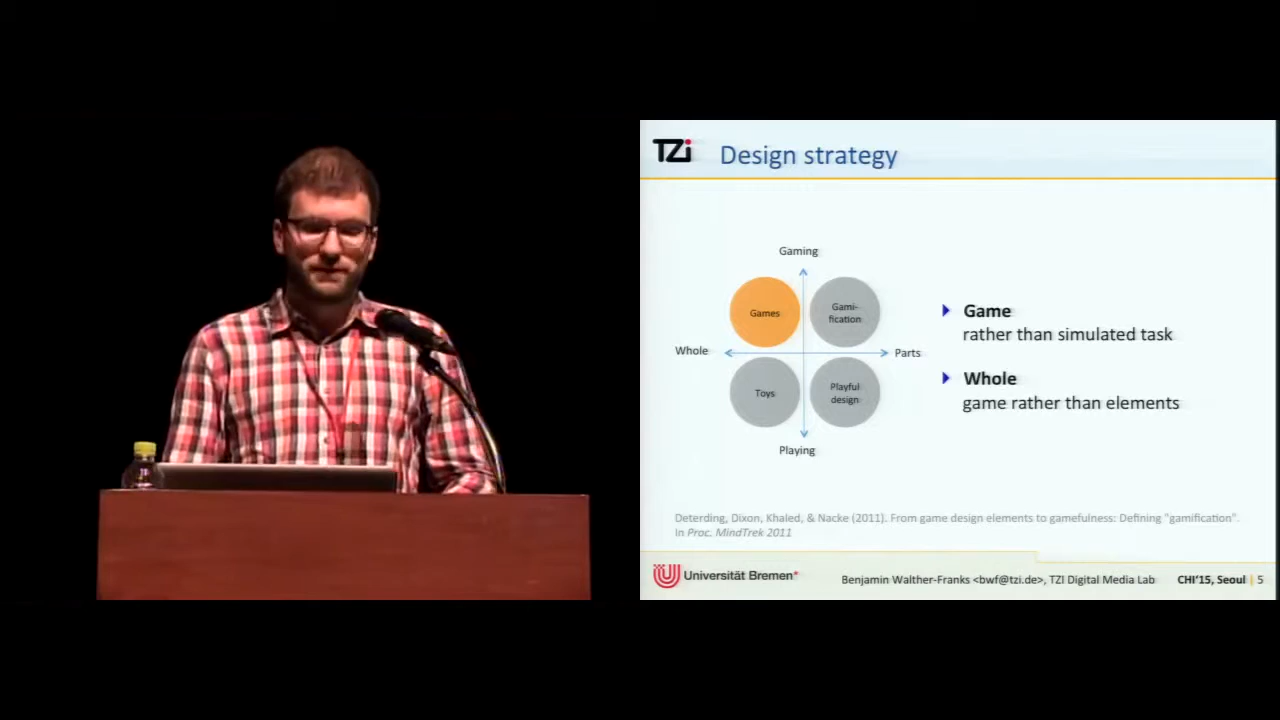 TZi
Design strategy
Gaming
Games
Gami-
fication
Whole
Parts
Toys
Playful
design
Playing
Game
rather than simulated task
Whole
game rather than elements
Deterding, Dixon, Khaled, & Nacke (2011). From game design elements to gamefulness: Defining "gamification".
In Proc. MindTrek 2011
Universität Bremen
Benjamin Walther-Franks <bwf@tzi.de>, TZI Digital Media Lab
CHI'15, Seoul | 5